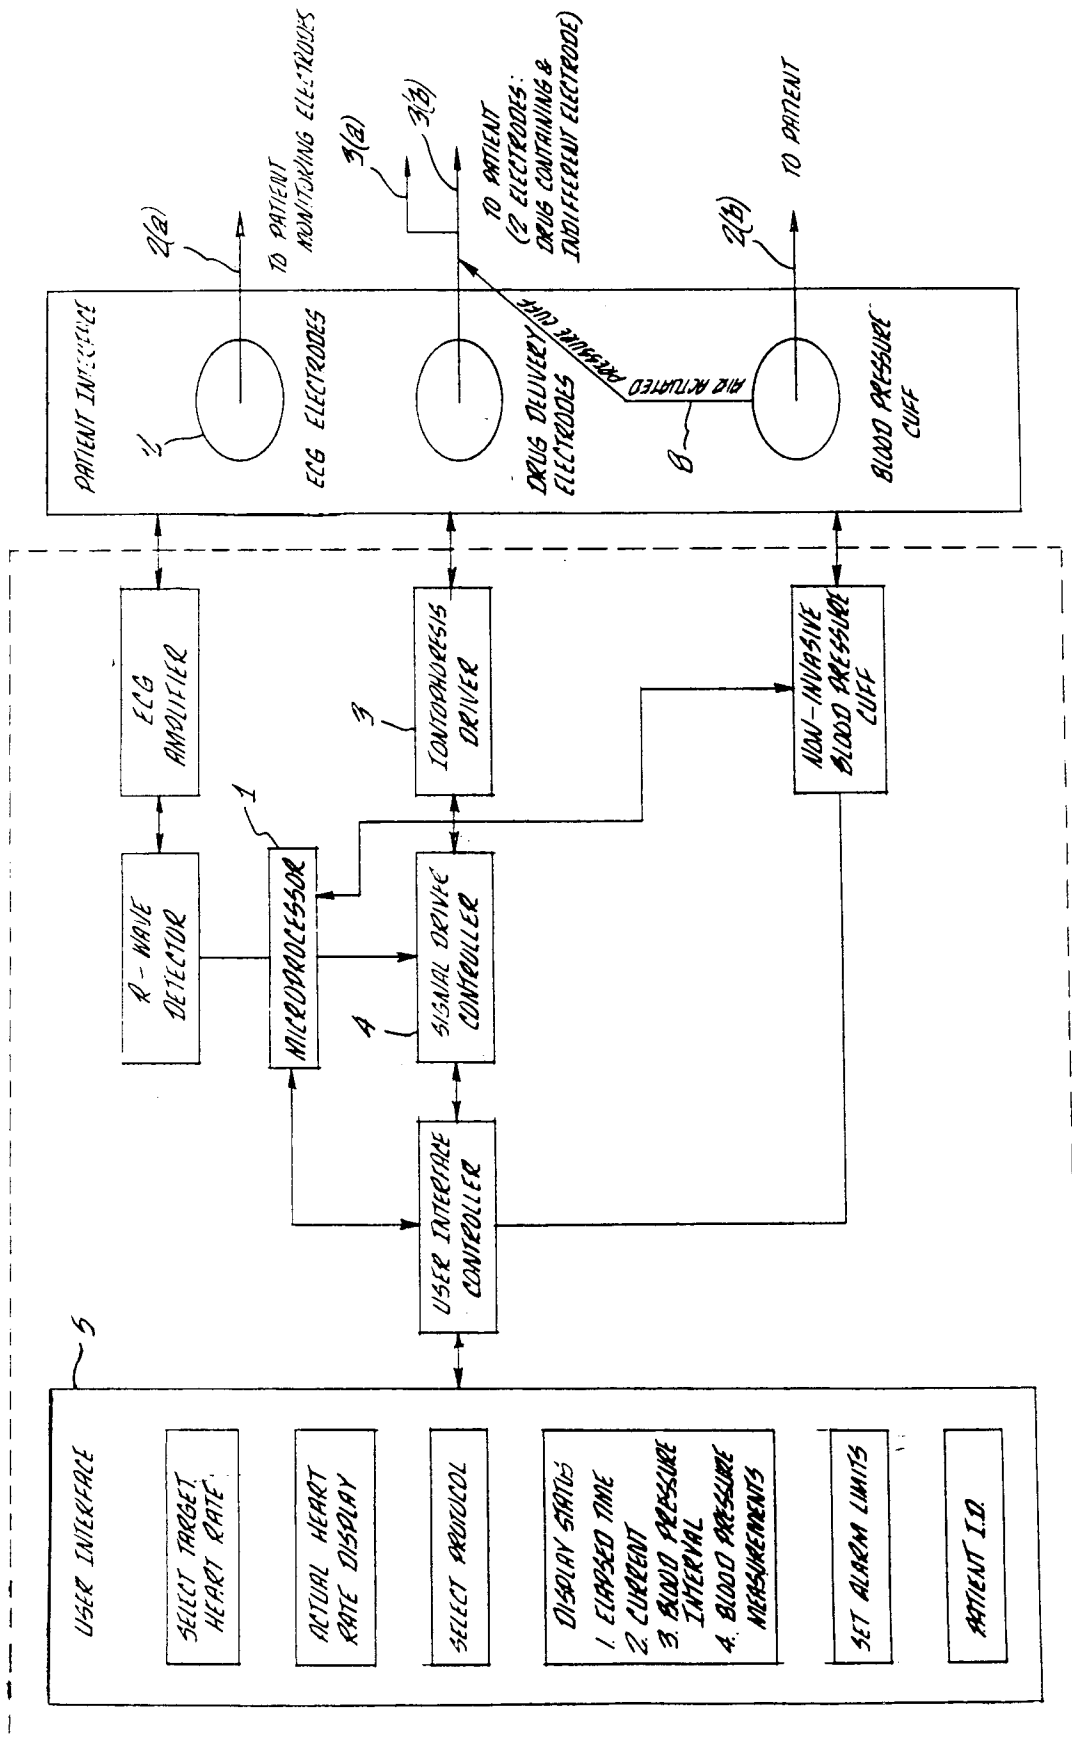 USER INTERFACE
5
SELECT TARGET
HEART RATE
ACTUAL HEART
RATE DISPLAY
SELECT PROTOCOL
DISPLAY STATUS
1. ELAPSED TIME
2. CURRENT
3. BLOOD PRESSURE
INTERVAL
4. BLOOD PRESSURE
MEASUREMENTS
SET ALARM LIMITS
PATIENT I.D.
USER INTERFACE
CONTROLLER
R-WAVE
DETECTOR
MICROPROCESSOR
1
4
SIGNAL DRIVE
CONTROLLER
ECG
AMPLIFIER
3
IONTOPHORESIS
DRIVER
NON-INVASIVE
BLOOD PRESSURE
CUFF
PATIENT INTERFACE
ECG ELECTRODES
DRUG DELIVERY
ELECTRODES
AIR ACTUATED
PRESSURE CUFF
8
BLOOD PRESSURE
CUFF
2(a)
TO PATIENT
MONITORING ELECTRODES
3(a)
3(b)
TO PATIENT
(2 ELECTRODES:
DRUG CONTAINING &
INDIFFERENT ELECTRODE)
2(b)
TO PATIENT